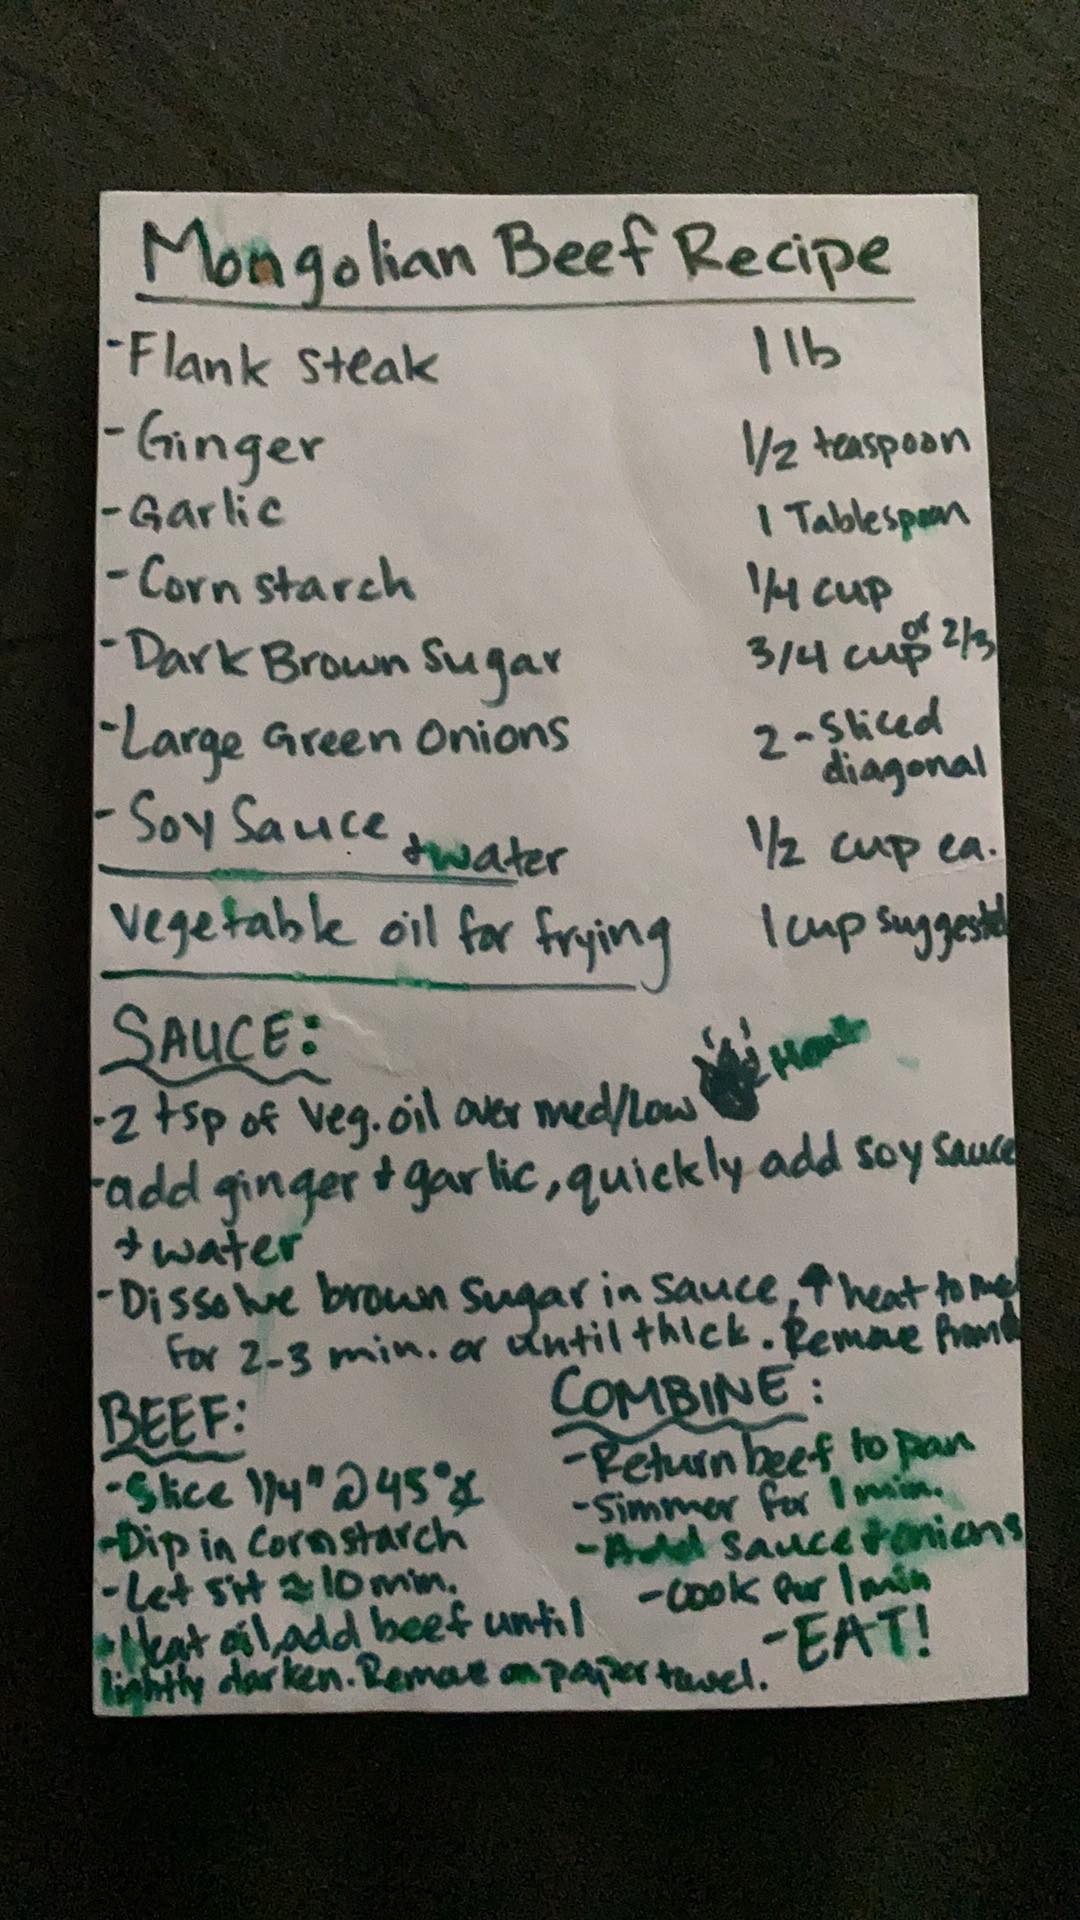 Mongolian Beef Recipe
-Flank steak 1 lb
-Ginger 1/2 teaspoon
-Garlic 1 Tablespoon
-Corn starch 1/4 cup
-Dark Brown Sugar 3/4 cup or 2/3
-Large Green Onions 2-Sliced
diagonal
-Soy Sauce + water 1/2 cup ea.
Vegetable oil for frying 1 cup suggested
SAUCE:
-2 tsp of Veg. oil over med/low
-add ginger + garlic, quickly add soy sauce
+ water
-Dissolve brown sugar in sauce, ↑ heat to med
For 2-3 min. or until thick. Remove from
BEEF:
-Slice 1/4" @ 45° ∡
-Dip in Cornstarch
-Let sit ≈ 10 min.
-Heat oil, add beef until
lightly darken. Remove on paper towel.
COMBINE:
-Return beef to pan
-Simmer for 1 min.
-Add sauce + onions
-cook for 1 min
-EAT!